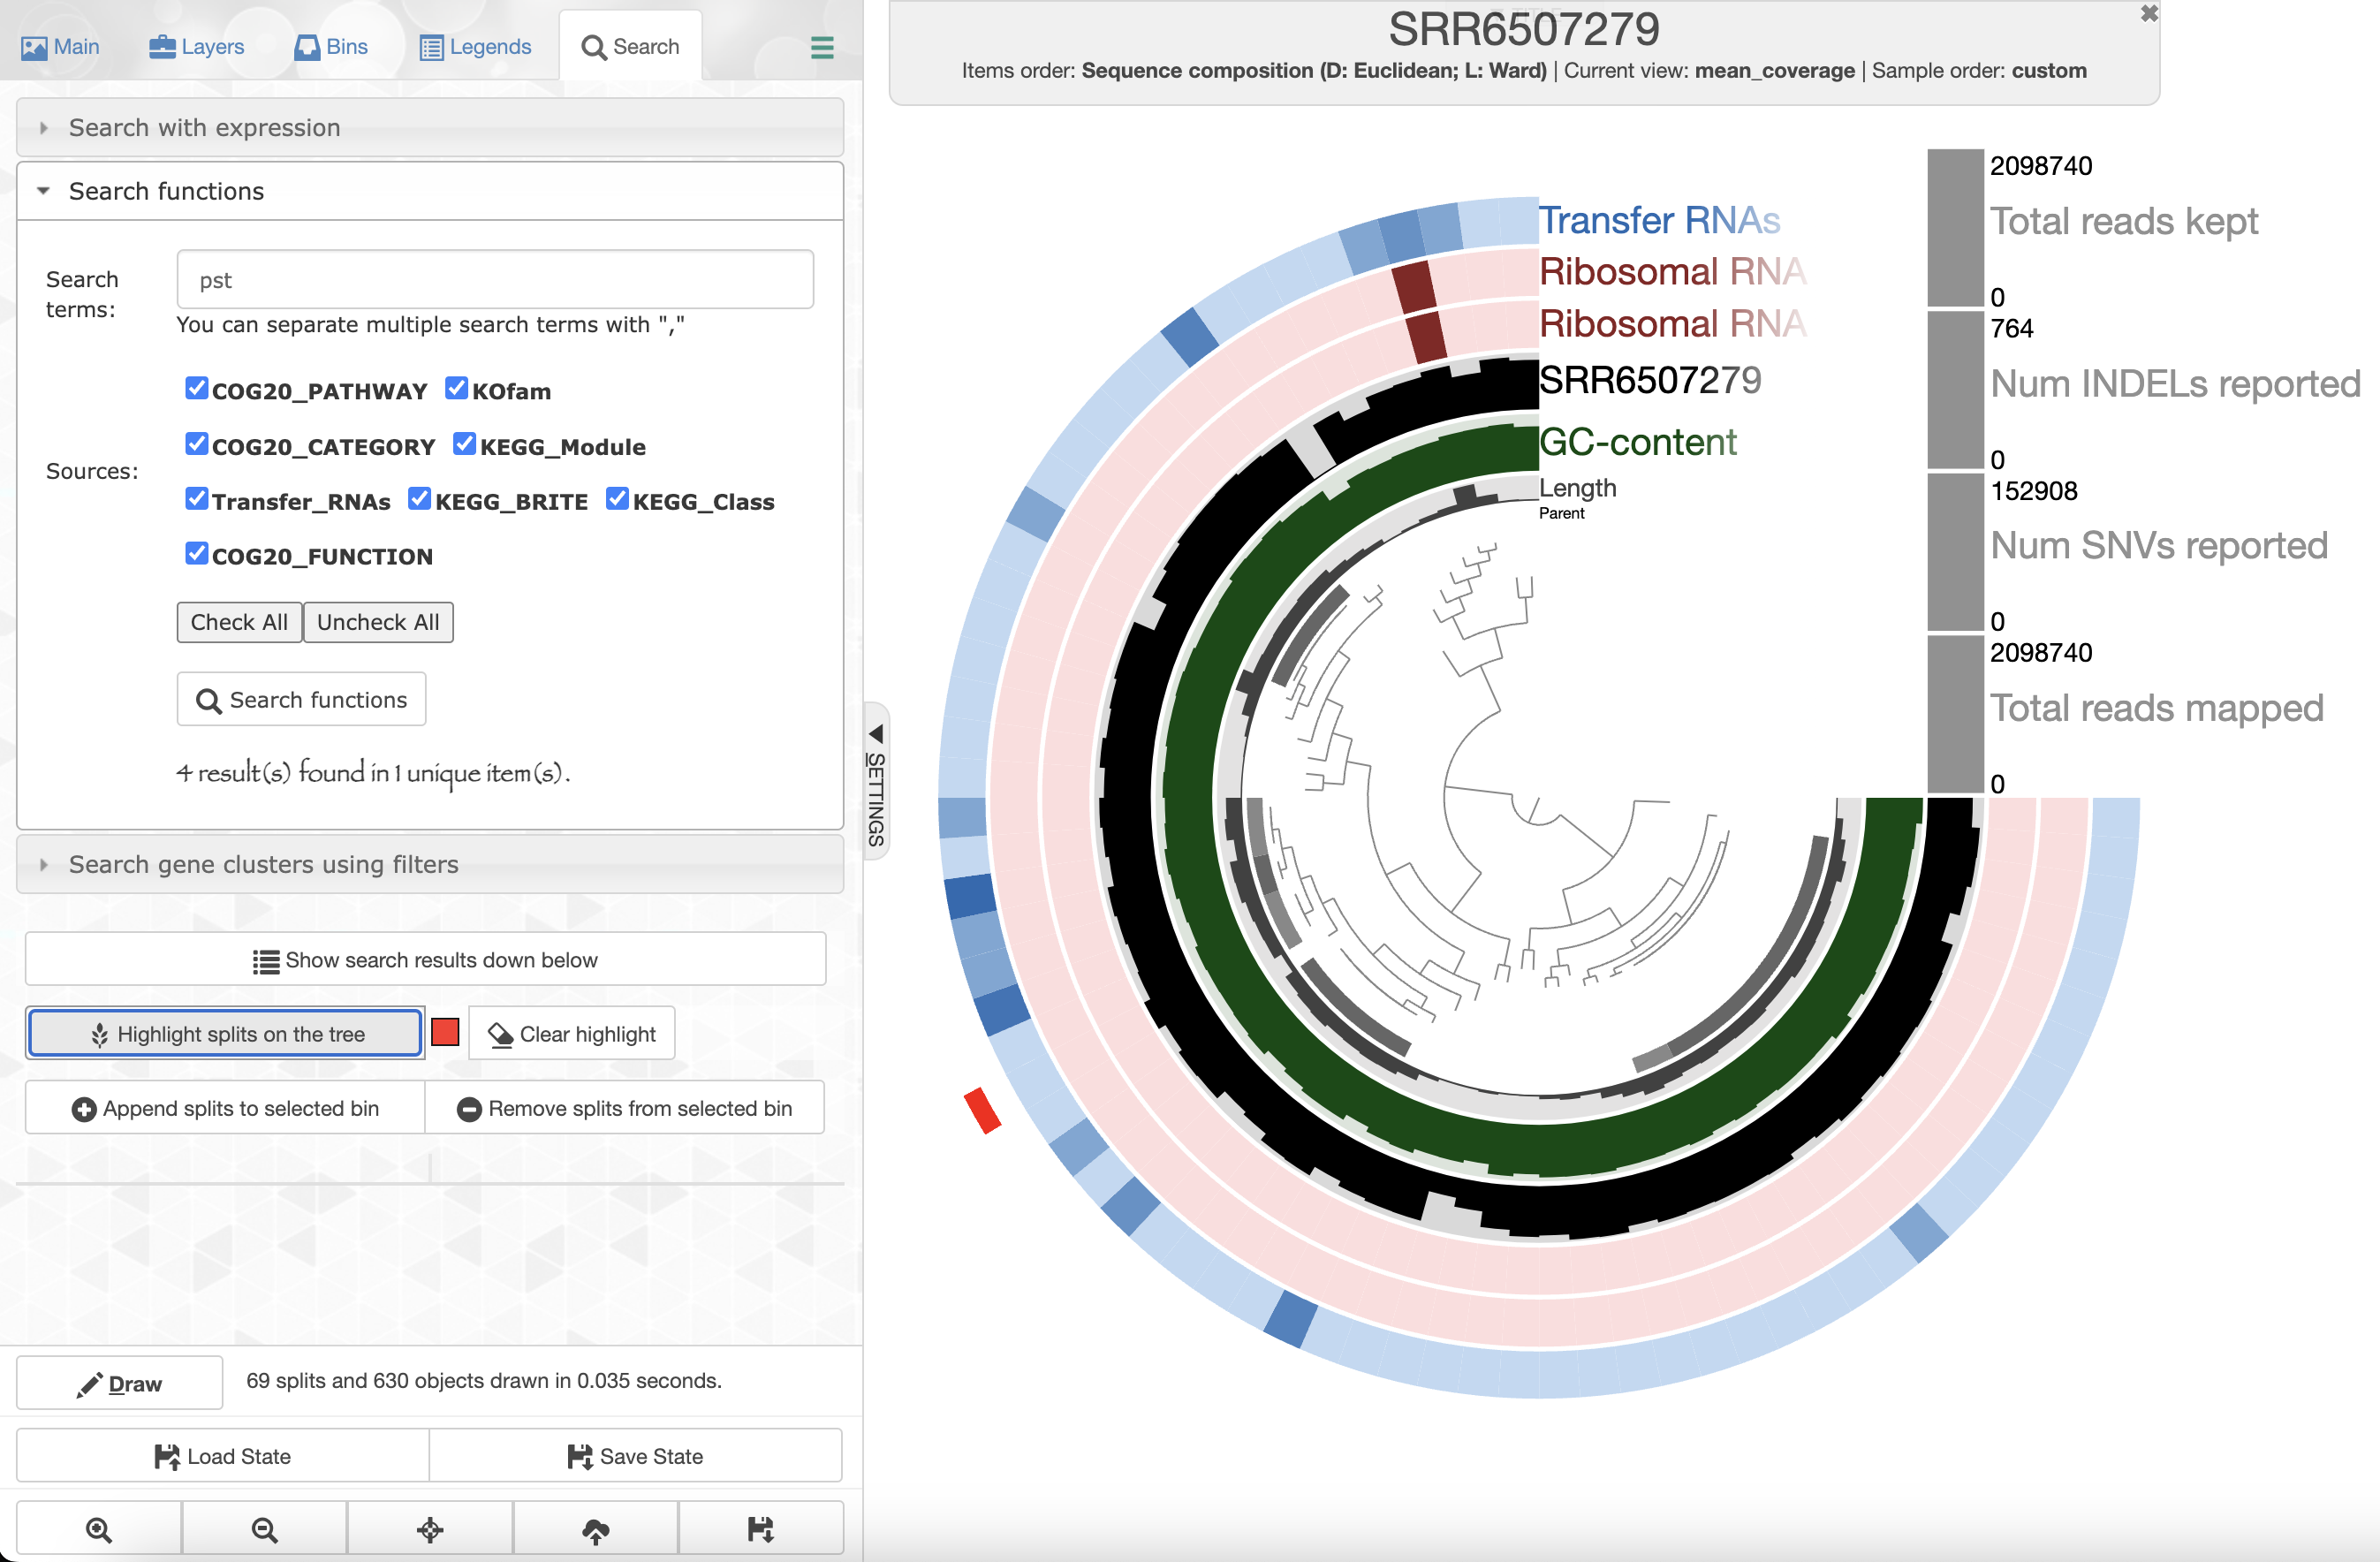 Main
Layers
Bins
Legends
Search
Search with expression
Search functions
Search
terms:
pst
You can separate multiple search terms with ","
Sources:
COG20_PATHWAY KOfam
COG20_CATEGORY KEGG_Module
Transfer_RNAs KEGG_BRITE KEGG_Class
COG20_FUNCTION
Check All Uncheck All
Search functions
4 result(s) found in 1 unique item(s).
Search gene clusters using filters
Show search results down below
Highlight splits on the tree
Clear highlight
Append splits to selected bin
Remove splits from selected bin
Draw
69 splits and 630 objects drawn in 0.035 seconds.
Load State
Save State
SETTINGS
SRR6507279
Items order: Sequence composition (D: Euclidean; L: Ward) | Current view: mean_coverage | Sample order: custom
Transfer RNAs
Ribosomal RNA
Ribosomal RNA
SRR6507279
GC-content
Length
Parent
2098740
Total reads kept
0
764
Num INDELs reported
0
152908
Num SNVs reported
0
2098740
Total reads mapped
0